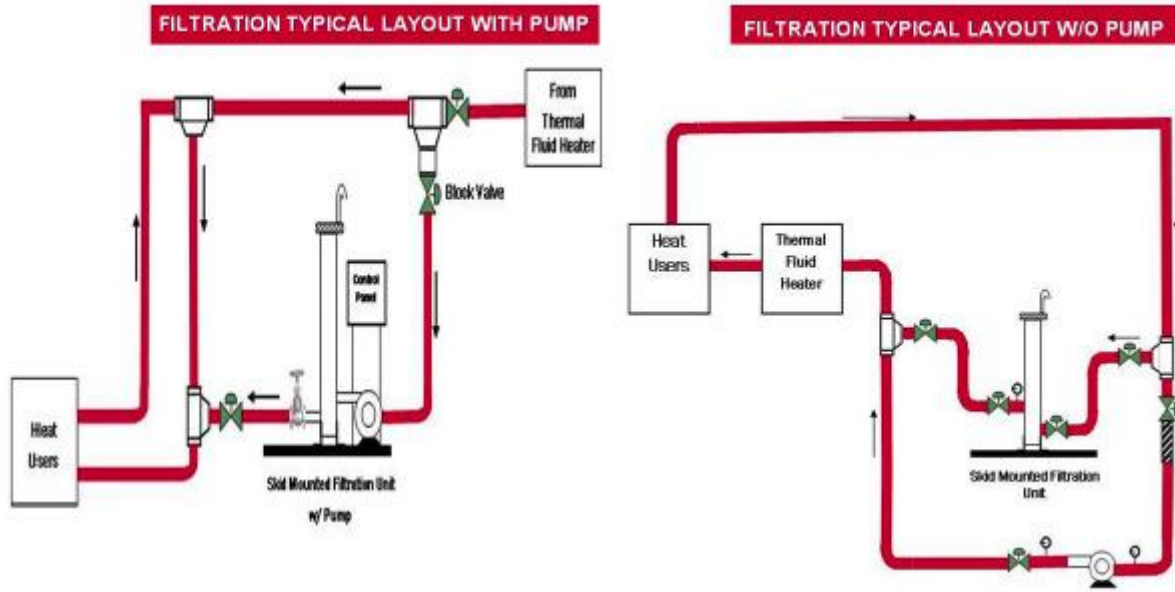 FILTRATION TYPICAL LAYOUT WITH PUMP
From
Thermal
Fluid Heater
Block Valve
Control
Panel
Heat
Users
Skid Mounted Filtration Unit
w/ Pump
FILTRATION TYPICAL LAYOUT W/O PUMP
Heat
Users
Thermal
Fluid
Heater
Skid Mounted Filtration
Unit